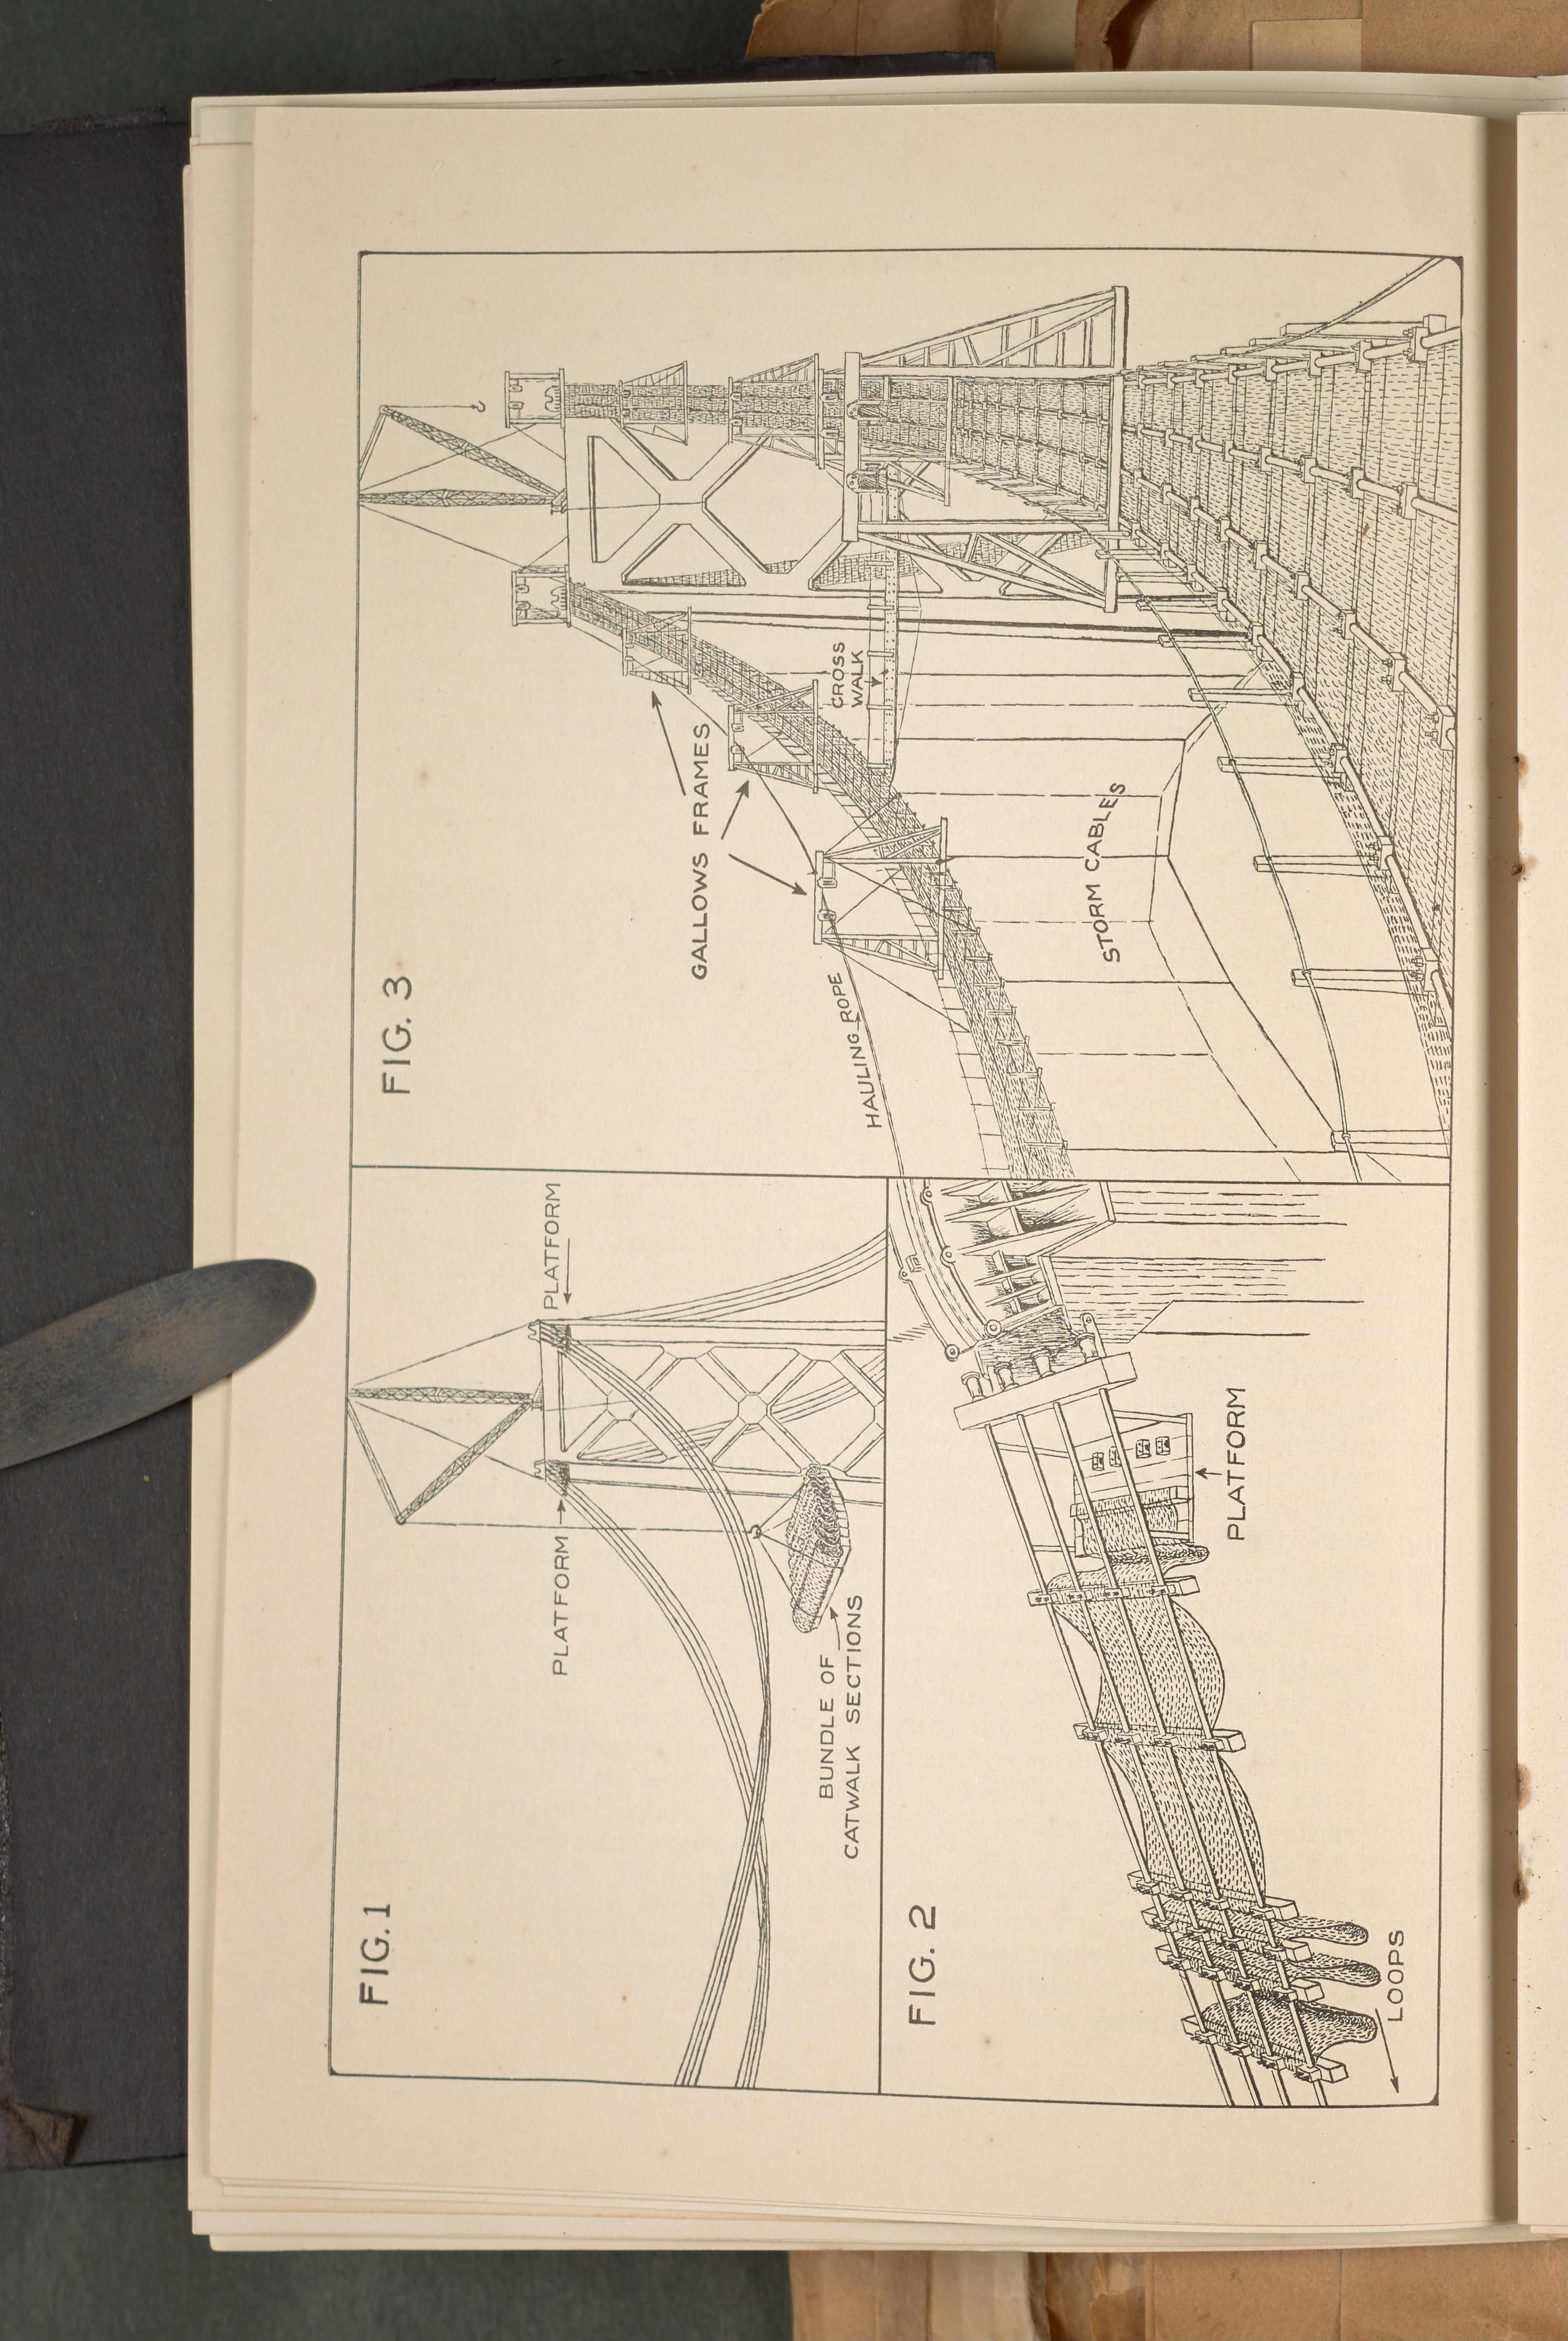 FIG. 1
PLATFORM
PLATFORM
BUNDLE OF
CATWALK SECTIONS
FIG. 2
PLATFORM
LOOPS
FIG. 3
GALLOWS FRAMES
CROSS
WALK
HAULING ROPE
STORM CABLES